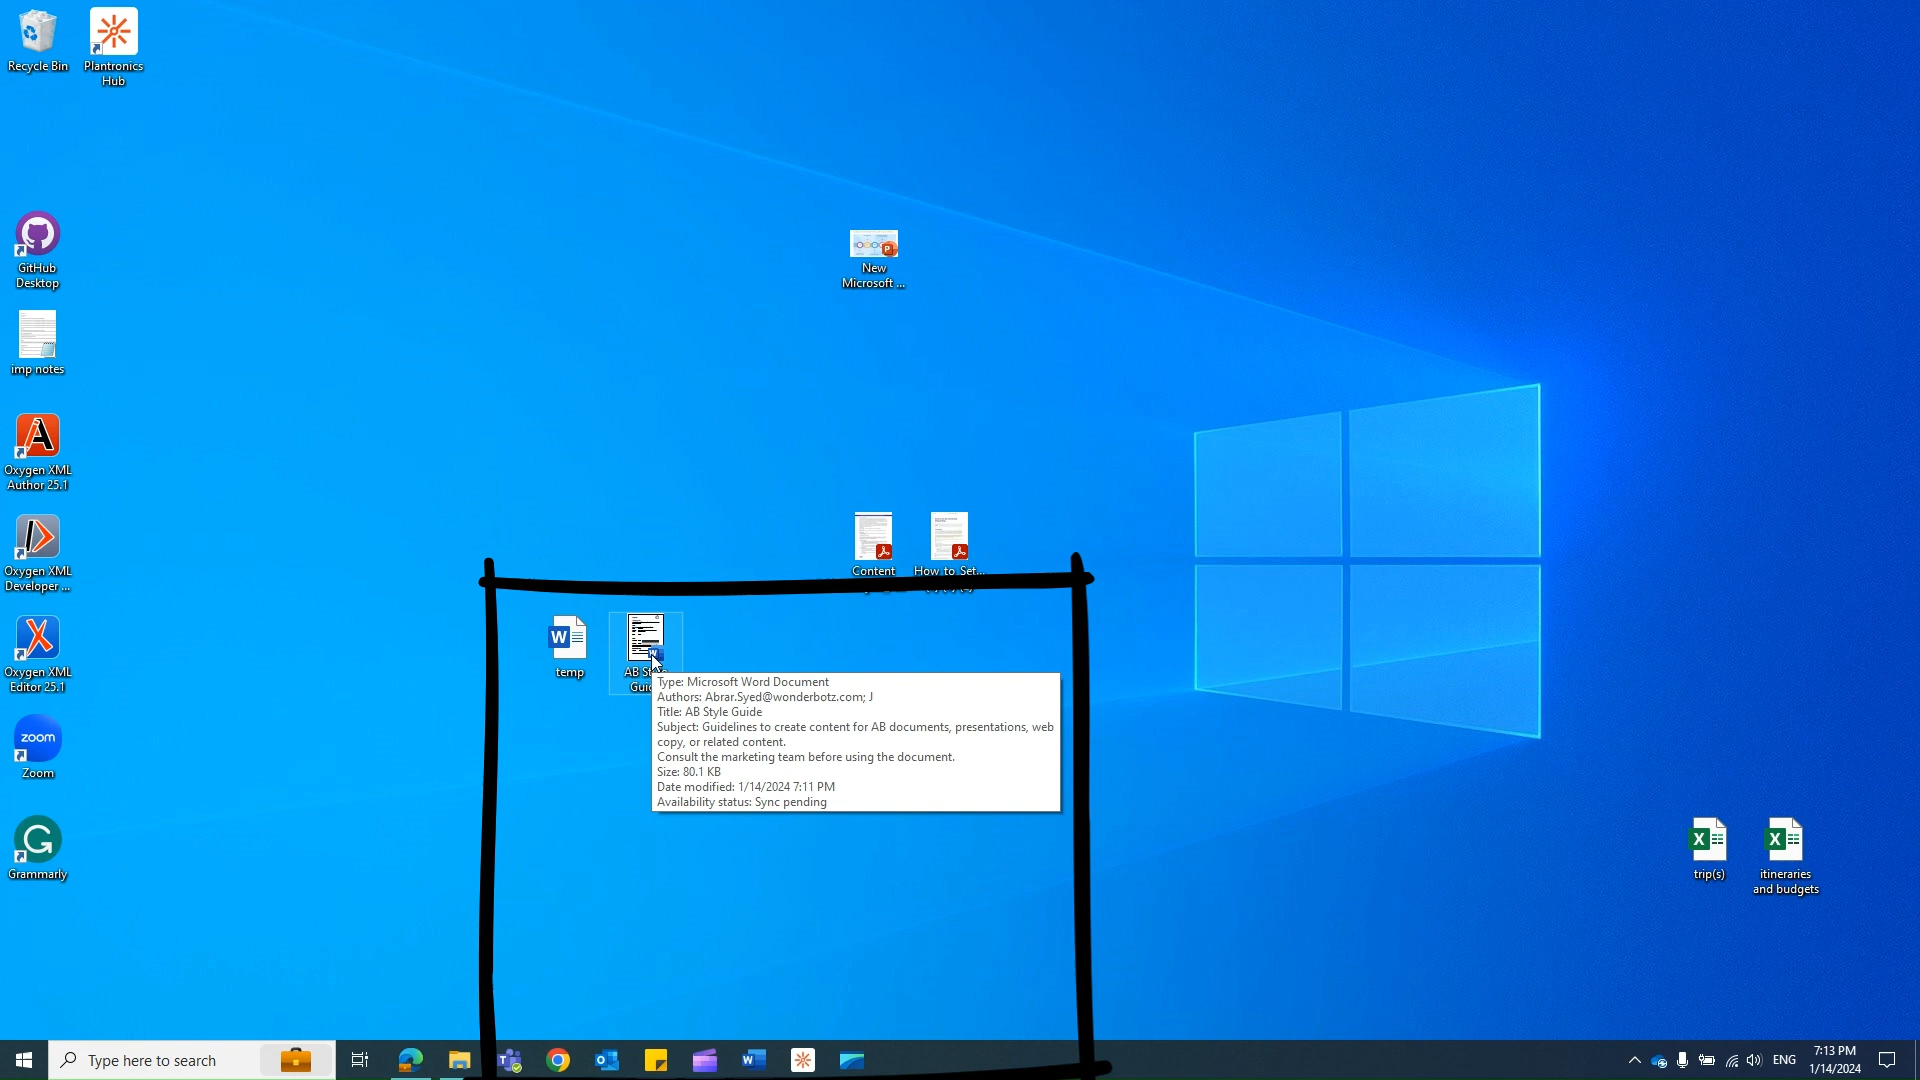 Recycle Bin
Plantronics
Hub
GitHub
Desktop
New
Microsoft ...
imp notes
Oxygen XML
Author 25.1
Oxygen XML
Developer ...
Content
How_to_Set...
Oxygen XML
Editor 25.1
temp
AB
Type: Microsoft Word Document
Authors: Abrar.Syed@wonderbotz.com; J
Title: AB Style Guide
Subject: Guidelines to create content for AB documents, presentations, web
copy, or related content.
Consult the marketing team before using the document.
Size: 80.1 KB
Date modified: 1/14/2024 7:11 PM
Availability status: Sync pending
zoom
Zoom
Grammarly
trip(s)
itineraries
and budgets
Type here to search
ENG
7:13 PM
1/14/2024